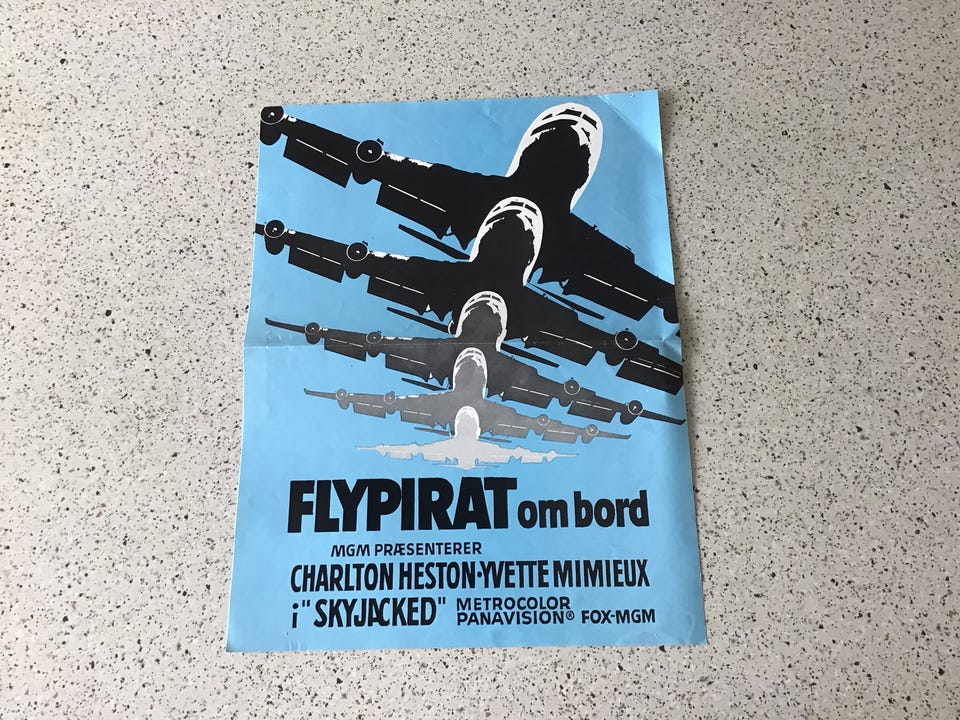 FLYPIRAT om bord
MGM PRÆSENTERER
CHARLTON HESTON·YVETTE MIMIEUX
i "SKYJACKED" METROCOLOR PANAVISION® FOX-MGM